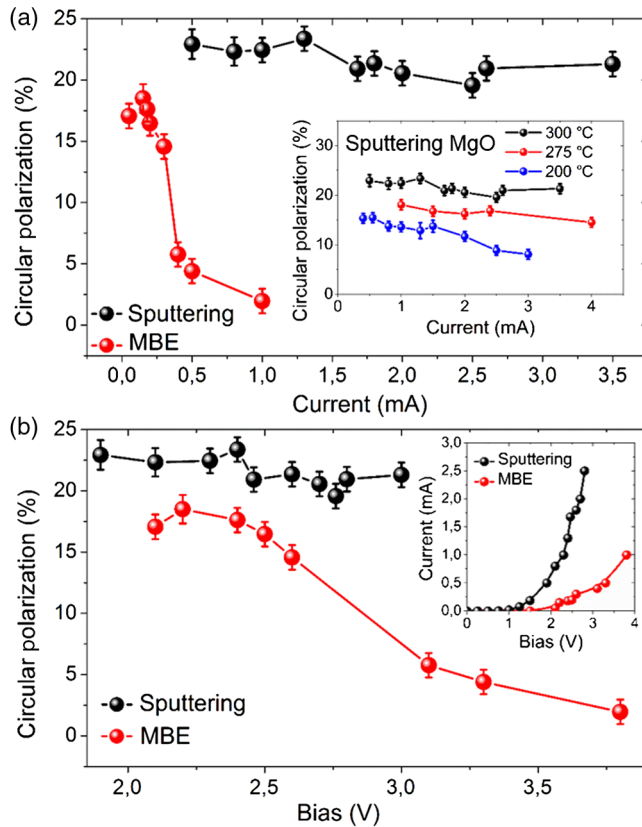 (a)
25
20
15
10
5
0
Circular polarization (%)
Sputtering
MBE
0,0 0,5 1,0 1,5 2,0 2,5 3,0 3,5
Current (mA)
Sputtering MgO
300 °C
275 °C
200 °C
30
20
10
0
Circular polarization (%)
0 1 2 3 4
Current (mA)
(b)
25
20
15
10
5
0
Circular polarization (%)
Sputtering
MBE
2,0 2,5 3,0 3,5
Bias (V)
Sputtering
MBE
3,0
2,5
2,0
1,5
1,0
0,5
0,0
Current (mA)
0 1 2 3 4
Bias (V)